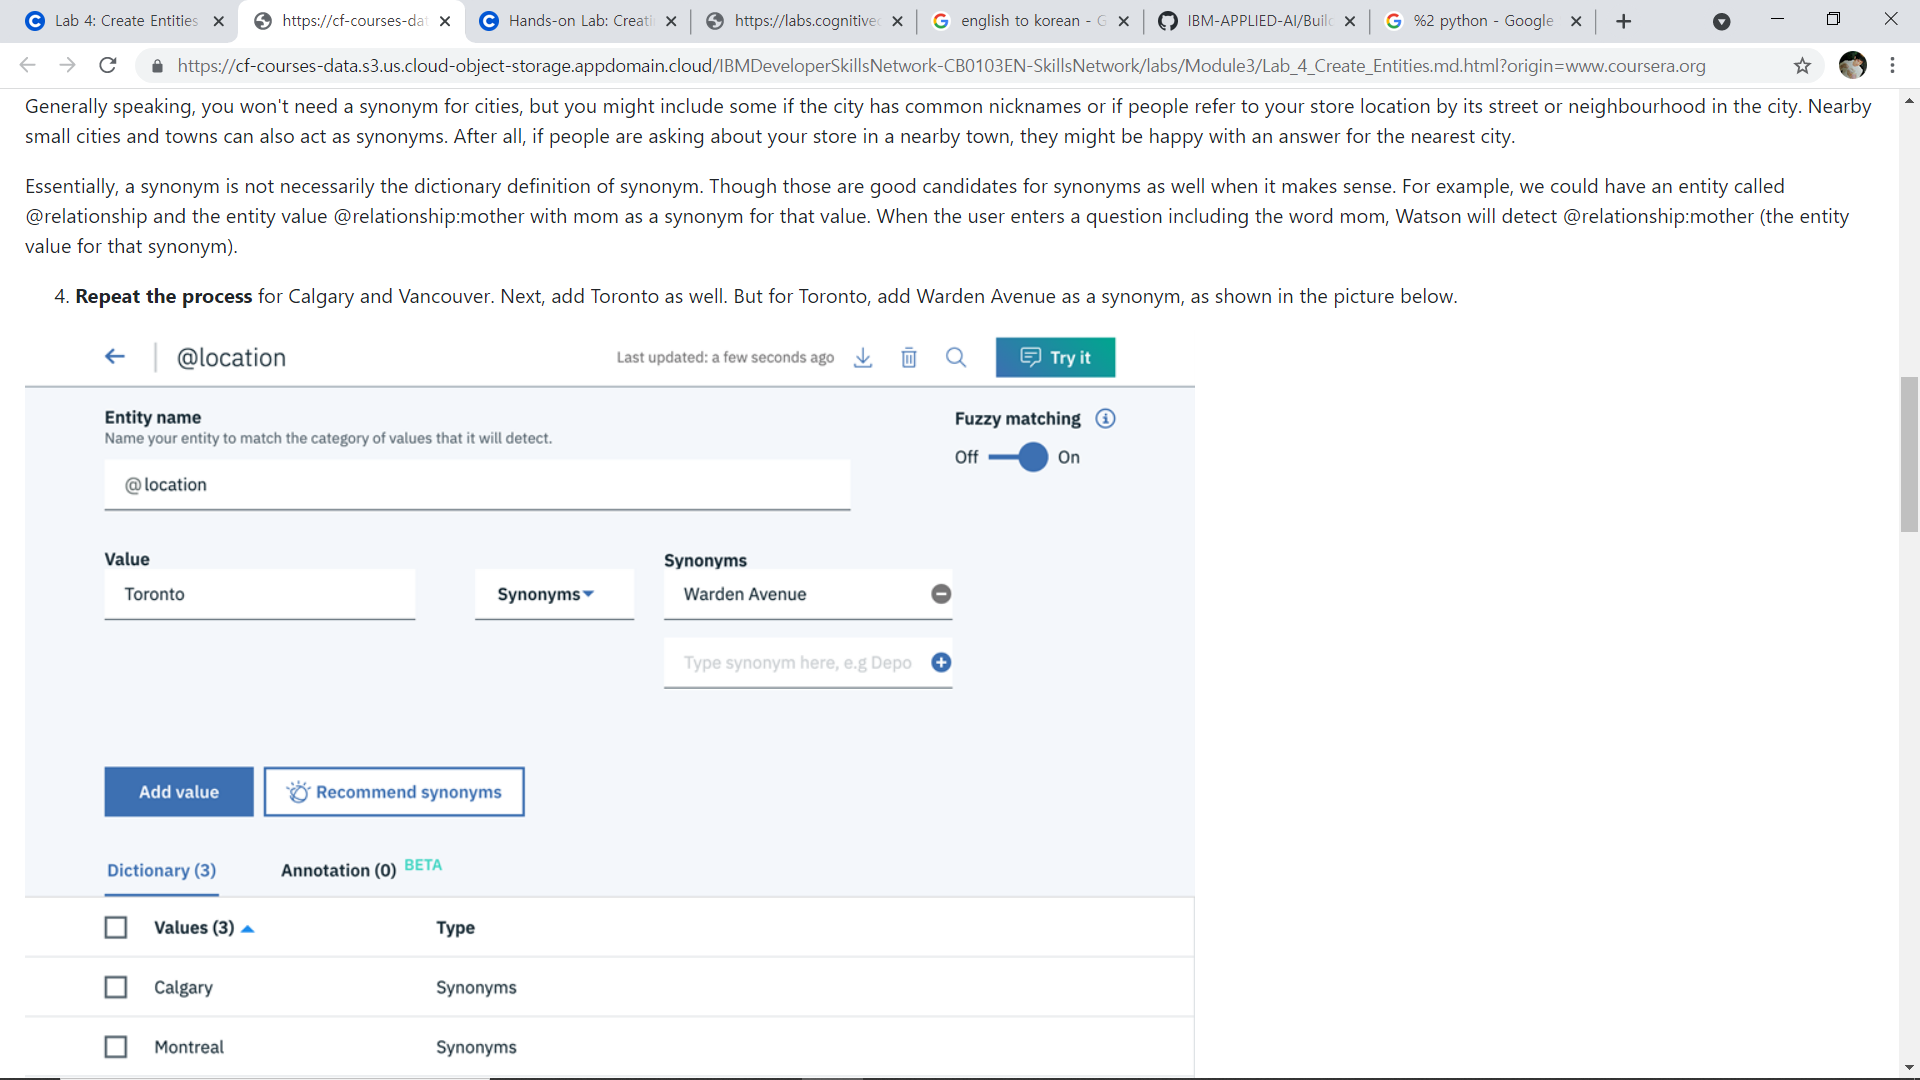 Lab 4: Create Entities
https://cf-courses-dat
Hands-on Lab: Creati
https://labs.cognitivec
english to korean - G
IBM-APPLIED-AI/Build
%2 python - Google
https://cf-courses-data.s3.us.cloud-object-storage.appdomain.cloud/IBMDeveloperSkillsNetwork-CB0103EN-SkillsNetwork/labs/Module3/Lab_4_Create_Entities.md.html?origin=www.coursera.org
Generally speaking, you won't need a synonym for cities, but you might include some if the city has common nicknames or if people refer to your store location by its street or neighbourhood in the city. Nearby
small cities and towns can also act as synonyms. After all, if people are asking about your store in a nearby town, they might be happy with an answer for the nearest city.
Essentially, a synonym is not necessarily the dictionary definition of synonym. Though those are good candidates for synonyms as well when it makes sense. For example, we could have an entity called
@relationship and the entity value @relationship:mother with mom as a synonym for that value. When the user enters a question including the word mom, Watson will detect @relationship:mother (the entity
value for that synonym).
4. Repeat the process for Calgary and Vancouver. Next, add Toronto as well. But for Toronto, add Warden Avenue as a synonym, as shown in the picture below.
@location
Last updated: a few seconds ago
Try it
Entity name
Name your entity to match the category of values that it will detect.
@location
Fuzzy matching
Off On
Value
Toronto
Synonyms
Synonyms
Warden Avenue
Type synonym here, e.g Depo
Add value
Recommend synonyms
Dictionary (3)
Annotation (0) BETA
Values (3) Type
Calgary Synonyms
Montreal Synonyms